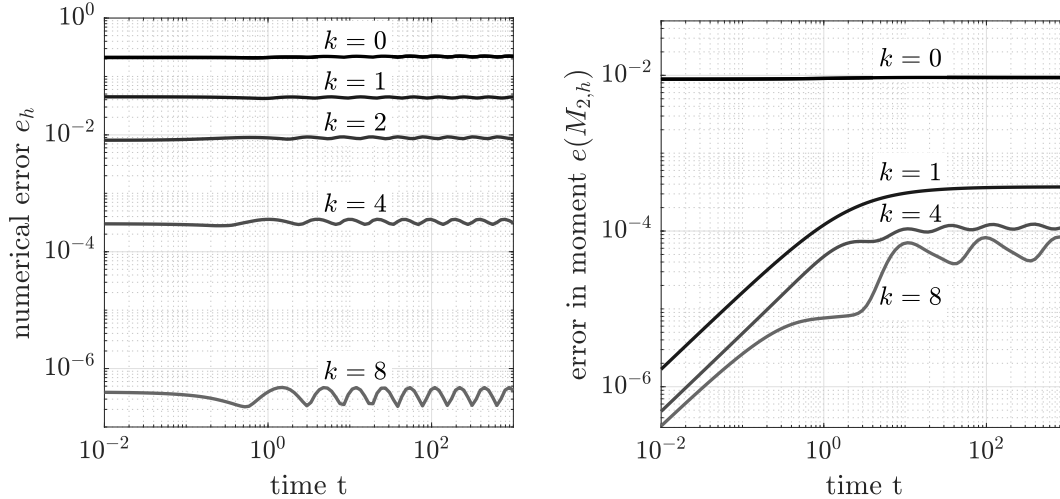 numerical error e_h
10^0
10^{-2}
10^{-4}
10^{-6}
k = 0
k = 1
k = 2
k = 4
k = 8
10^{-2}
10^0
10^2
time t
error in moment e(M_{2,h})
10^{-2}
10^{-4}
10^{-6}
k = 0
k = 1
k = 4
k = 8
10^{-2}
10^0
10^2
time t